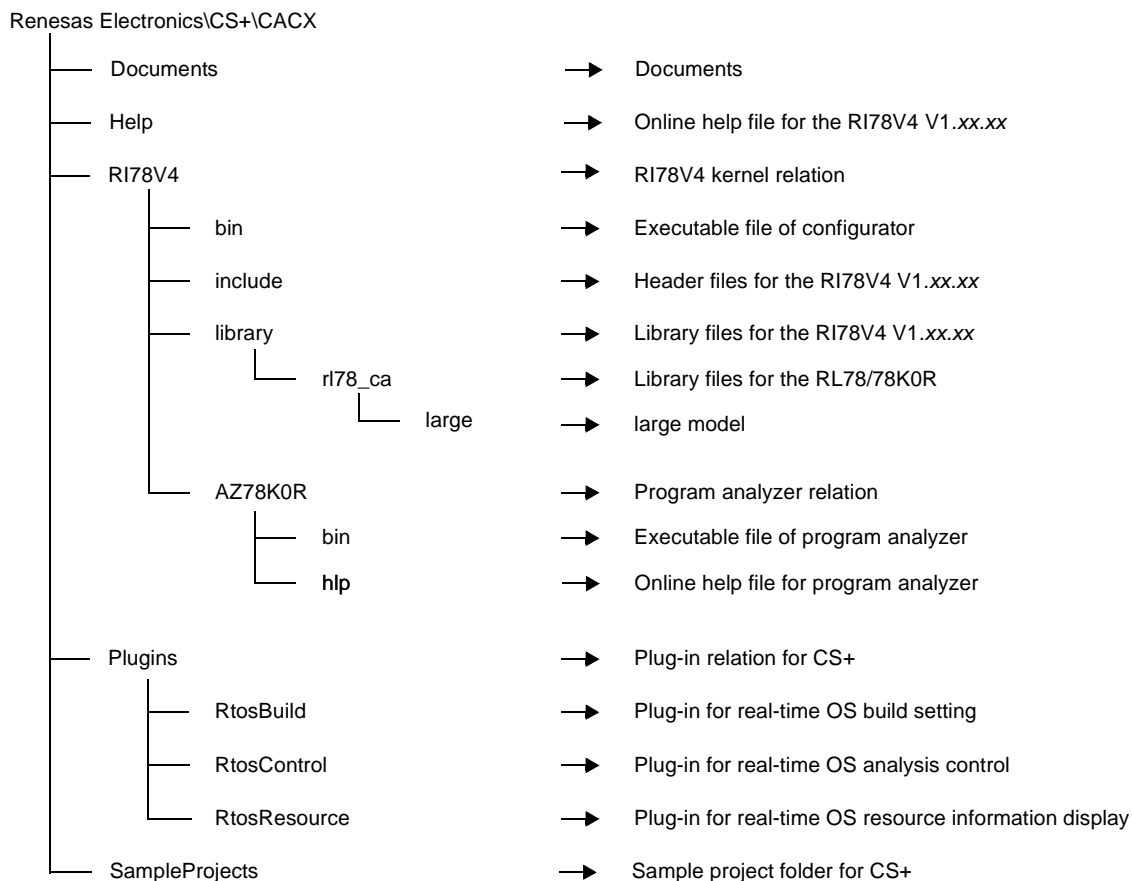 Renesas Electronics\CS+\CACX
Documents Documents
Help Online help file for the RI78V4 V1.xx.xx
RI78V4 RI78V4 kernel relation
bin Executable file of configurator
include Header files for the RI78V4 V1.xx.xx
library Library files for the RI78V4 V1.xx.xx
rl78_ca Library files for the RL78/78K0R
large large model
AZ78K0R Program analyzer relation
bin Executable file of program analyzer
hlp Online help file for program analyzer
Plugins Plug-in relation for CS+
RtosBuild Plug-in for real-time OS build setting
RtosControl Plug-in for real-time OS analysis control
RtosResource Plug-in for real-time OS resource information display
SampleProjects Sample project folder for CS+